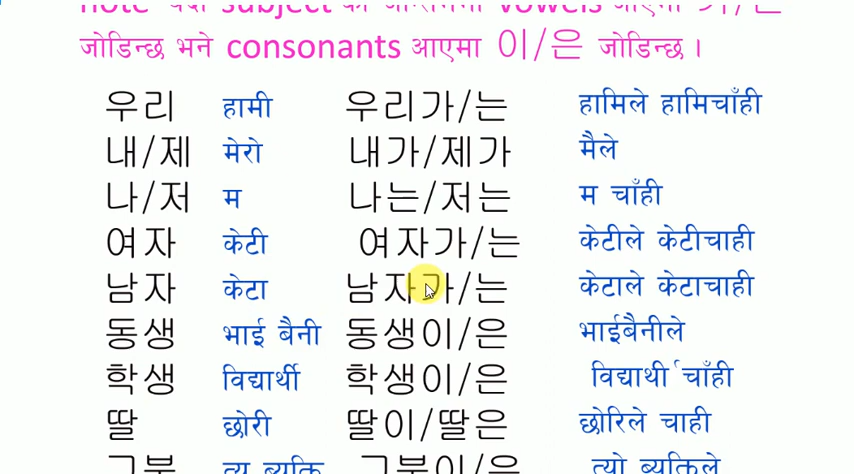 जोडिन्छ भने consonants आएमा 이/은 जोडिन्छ ।
우리 हामी 우리가/는 हामिले हामिचाँही
내/제 मेरो 내가/제가 मैले
나/저 म 나는/저는 म चाँही
여자 केटी 여자가/는 केटीले केटीचाही
남자 केटा 남자가/는 केटाले केटाचाही
동생 भाई बैनी 동생이/은 भाईबैनीले
학생 विद्यार्थी 학생이/은 विद्यार्थी चाँही
딸 छोरी 딸이/딸은 छोरिले चाही